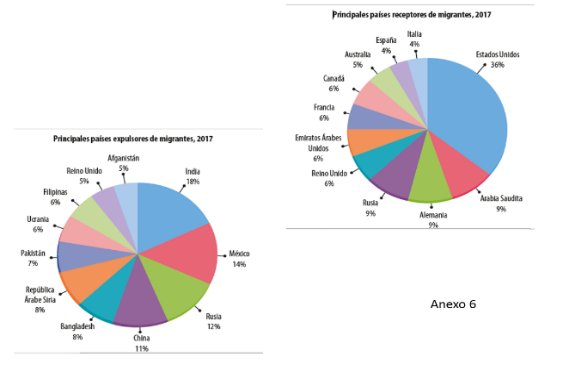 Principales países receptores de migrantes, 2017
Italia
4%
España
4%
Estados Unidos
36%
Australia
5%
Canadá
6%
Francia
6%
Emiratos Árabes
Unidos
6%
Reino Unido
6%
Rusia
9%
Alemania
9%
Arabia Saudita
9%
Principales países expulsores de migrantes, 2017
Afganistán
5%
Reino Unido
5%
India
18%
Filipinas
6%
Ucrania
6%
Pakistán
7%
México
14%
República
Árabe Siria
8%
Rusia
12%
Bangladesh
8%
China
11%
Anexo 6